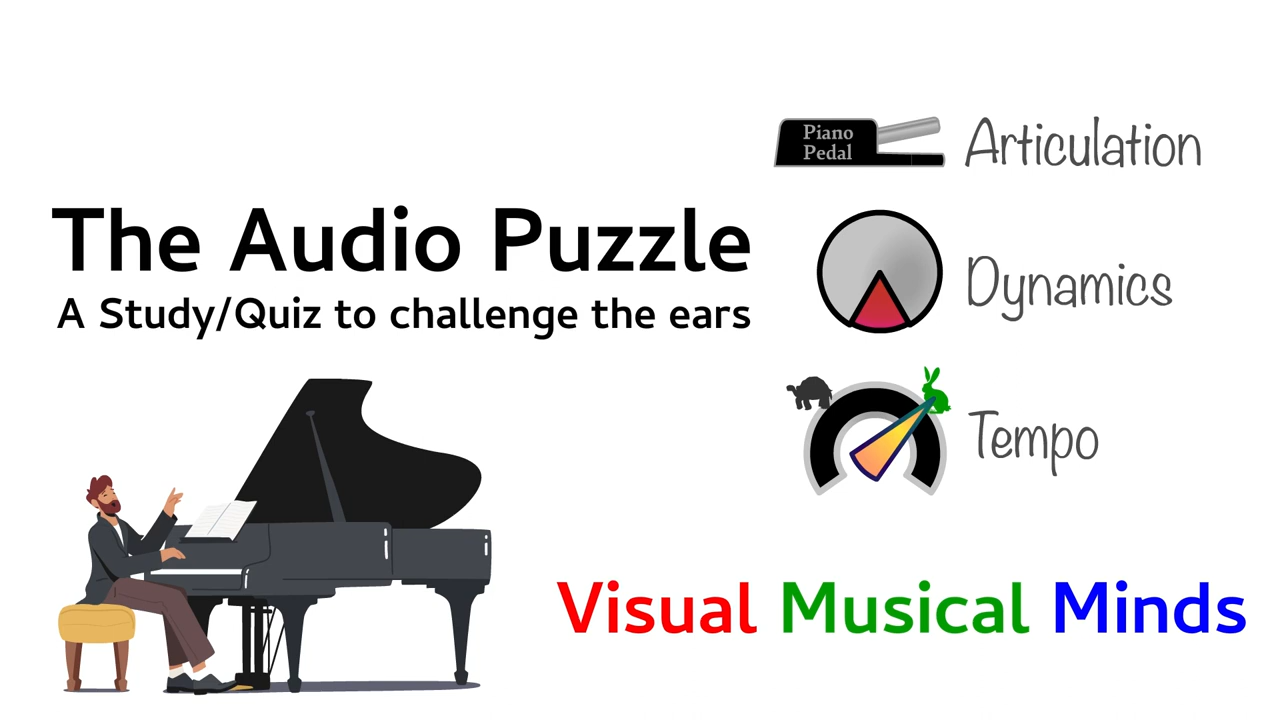 The Audio Puzzle
A Study/Quiz to challenge the ears
Piano
Pedal
Articulation
Dynamics
Tempo
Visual Musical Minds